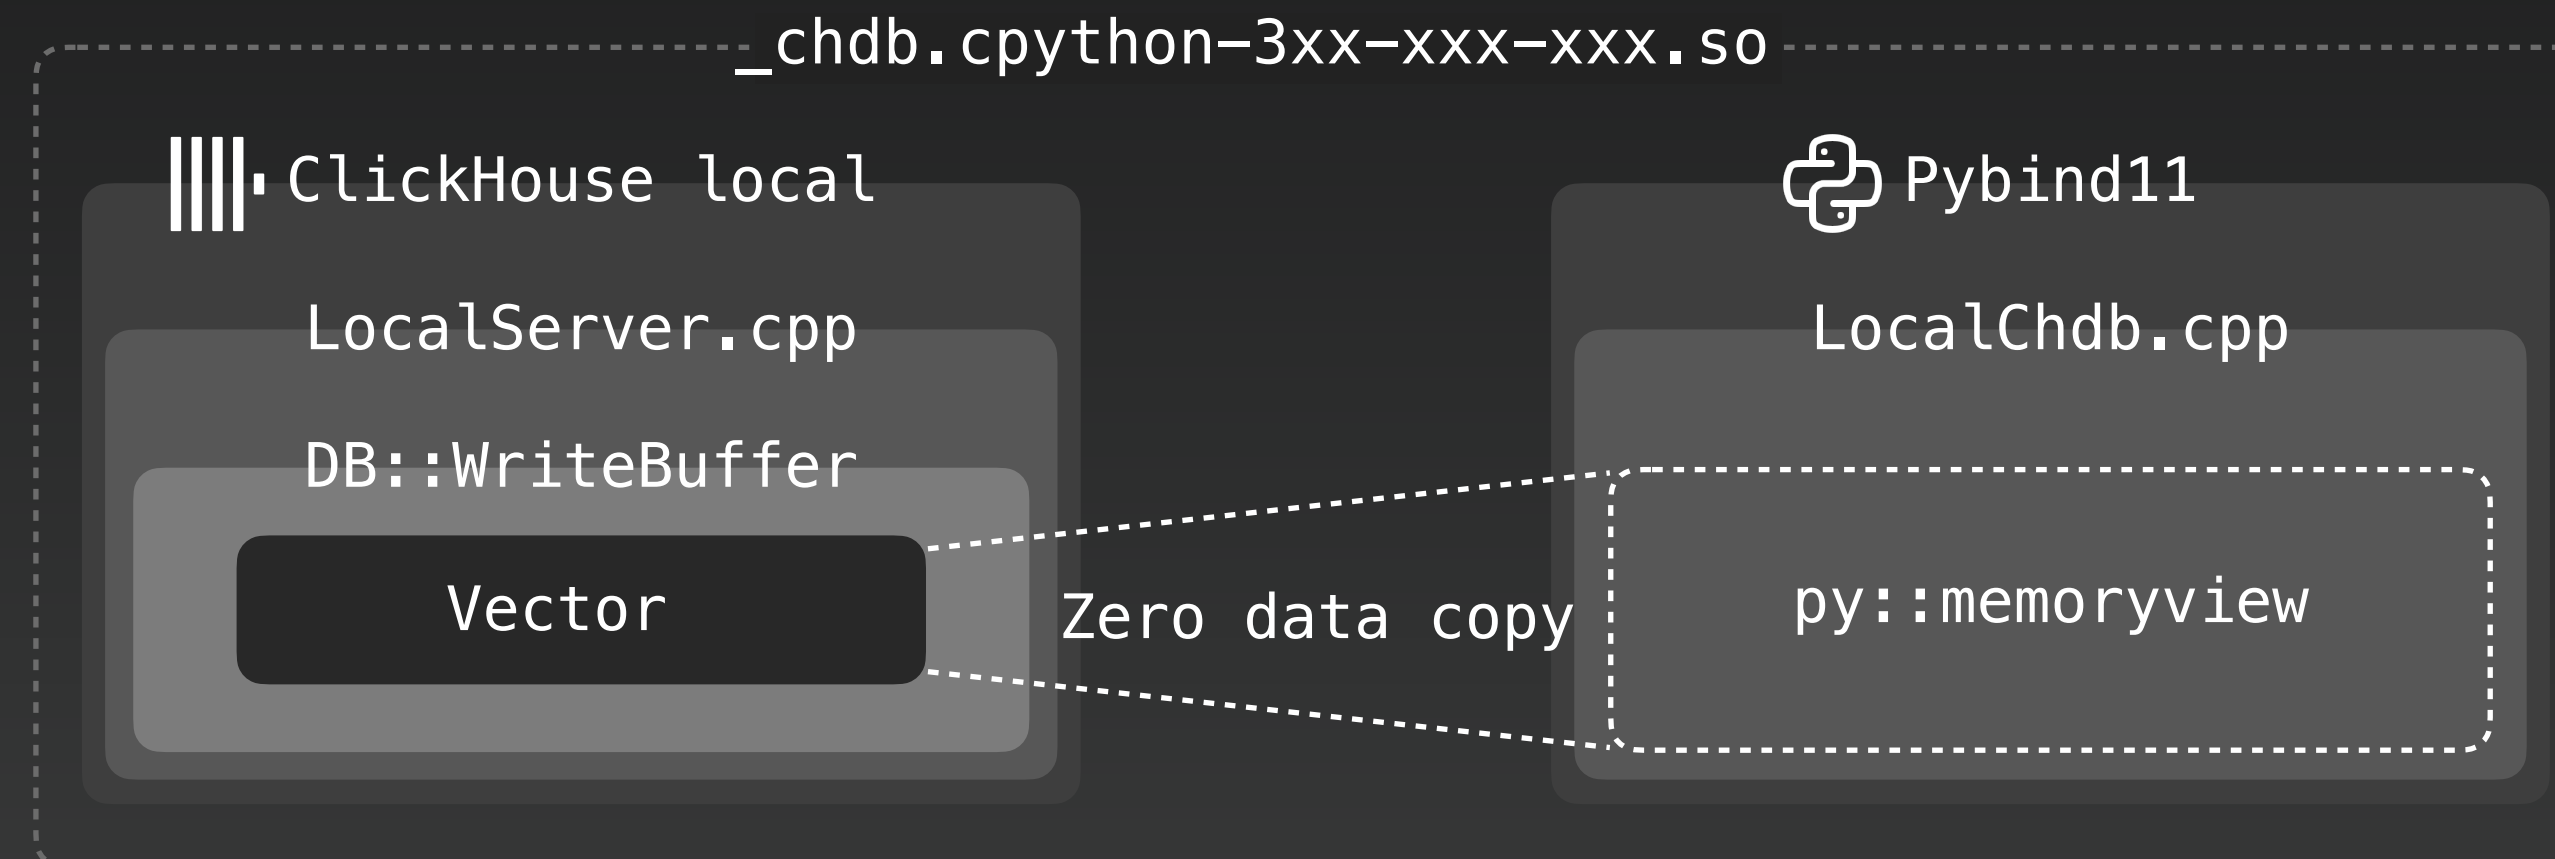 _chdb.cpython-3xx-xxx-xxx.so
ClickHouse local
LocalServer.cpp
DB::WriteBuffer
Vector
Zero data copy
Pybind11
LocalChdb.cpp
py::memoryview